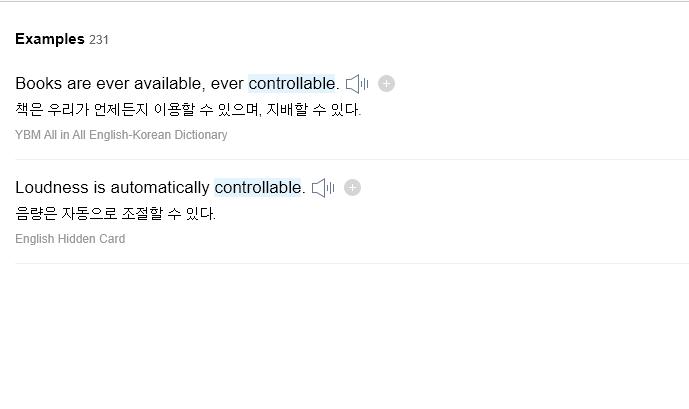 Examples 231
Books are ever available, ever controllable.
책은 우리가 언제든지 이용할 수 있으며, 지배할 수 있다.
YBM All in All English-Korean Dictionary
Loudness is automatically controllable.
음량은 자동으로 조절할 수 있다.
English Hidden Card